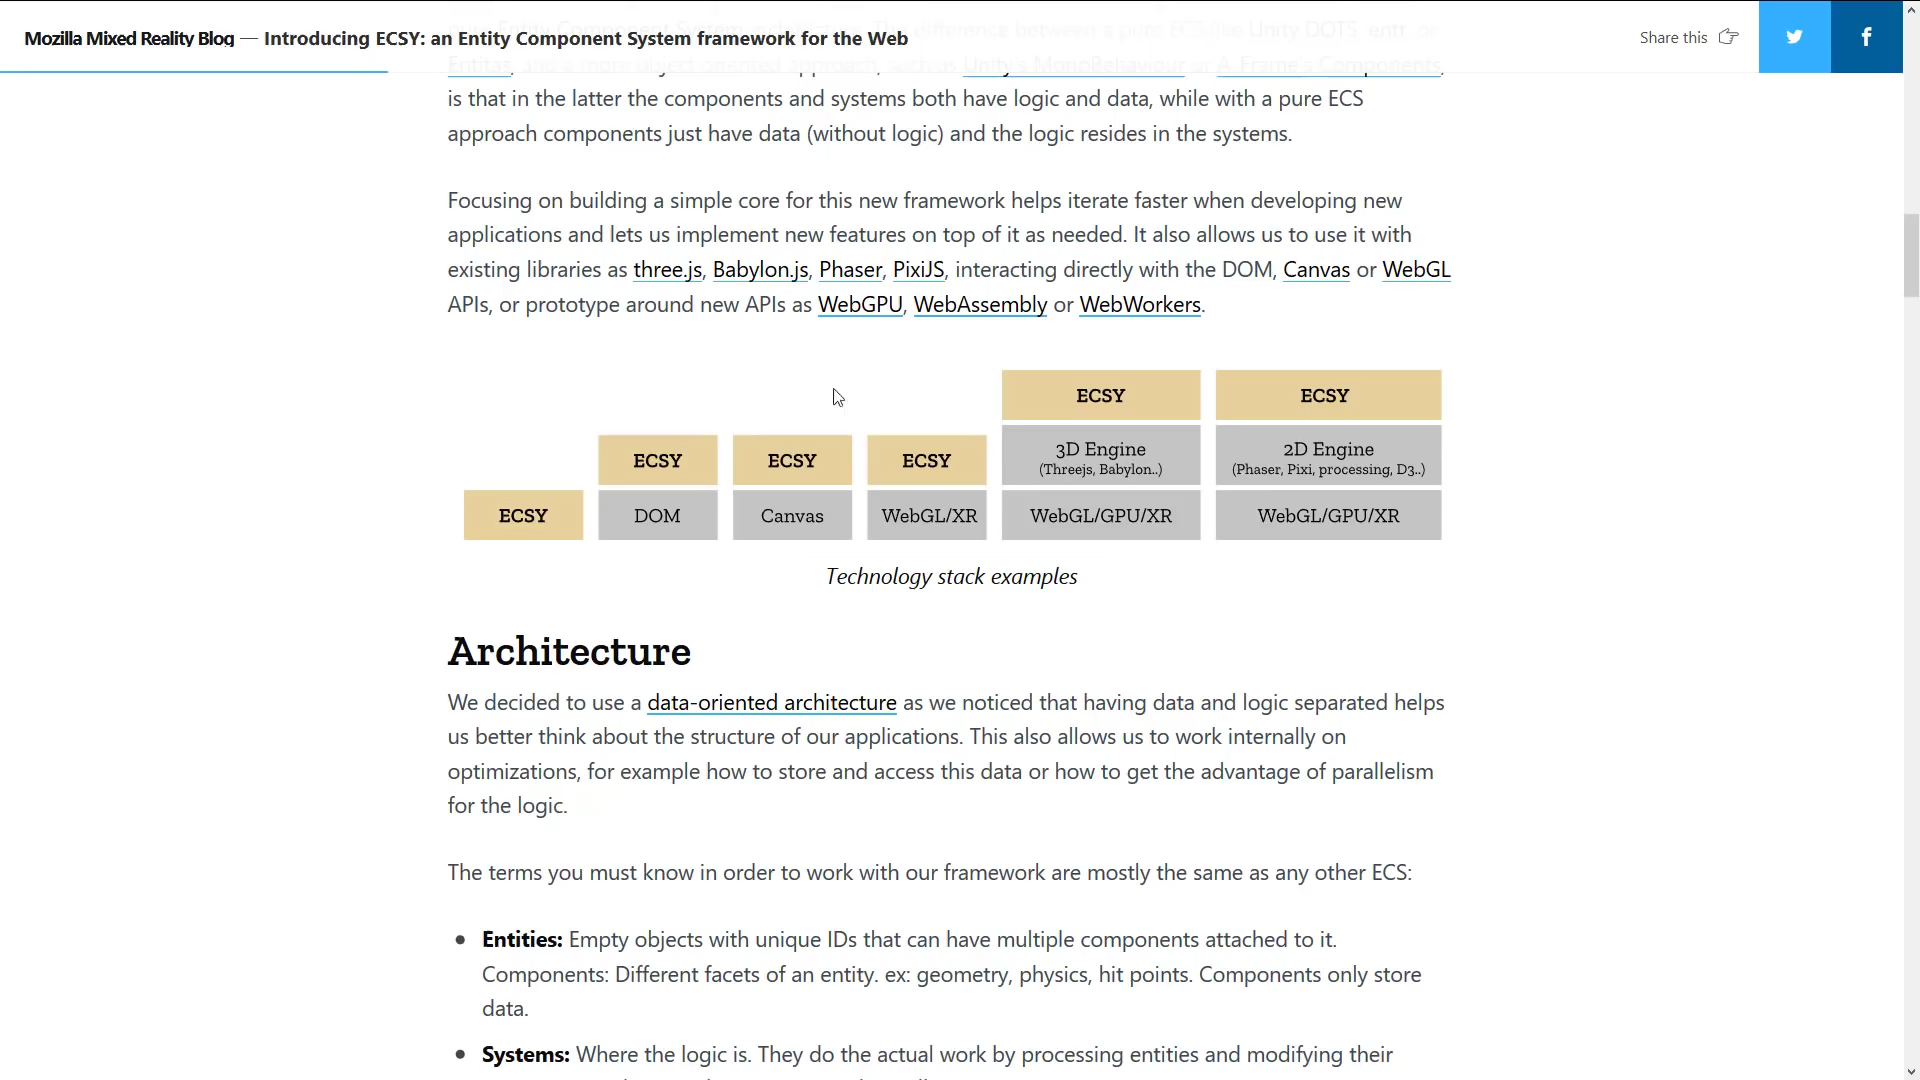 Mozilla Mixed Reality Blog — Introducing ECSY: an Entity Component System framework for the Web
Share this
Entitas, and a more object oriented approach, such as Unity's MonoBehaviour or A-Frame's Components,
is that in the latter the components and systems both have logic and data, while with a pure ECS
approach components just have data (without logic) and the logic resides in the systems.
Focusing on building a simple core for this new framework helps iterate faster when developing new
applications and lets us implement new features on top of it as needed. It also allows us to use it with
existing libraries as three.js, Babylon.js, Phaser, PixiJS, interacting directly with the DOM, Canvas or WebGL
APIs, or prototype around new APIs as WebGPU, WebAssembly or WebWorkers.
ECSY ECSY
ECSY ECSY ECSY 3D Engine 2D Engine
(Threejs, Babylon..) (Phaser, Pixi, processing, D3..)
ECSY DOM Canvas WebGL/XR WebGL/GPU/XR WebGL/GPU/XR
Technology stack examples
Architecture
We decided to use a data-oriented architecture as we noticed that having data and logic separated helps
us better think about the structure of our applications. This also allows us to work internally on
optimizations, for example how to store and access this data or how to get the advantage of parallelism
for the logic.
The terms you must know in order to work with our framework are mostly the same as any other ECS:
• Entities: Empty objects with unique IDs that can have multiple components attached to it.
Components: Different facets of an entity. ex: geometry, physics, hit points. Components only store
data.
• Systems: Where the logic is. They do the actual work by processing entities and modifying their